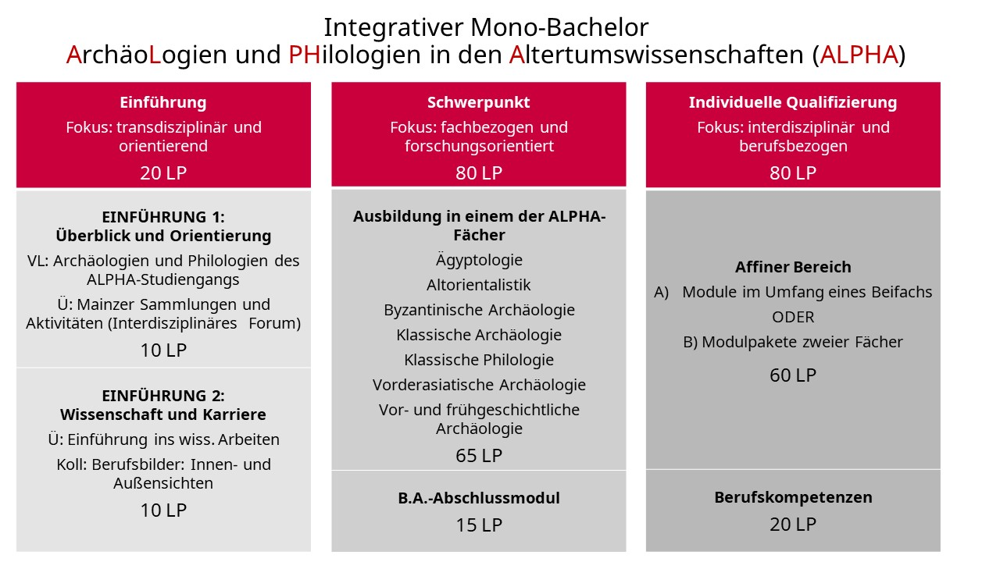 Integrativer Mono-Bachelor
ArchäoLogien und PHilologien in den Altertumswissenschaften (ALPHA)
Einführung
Fokus: transdisziplinär und
orientierend
20 LP
EINFÜHRUNG 1:
Überblick und Orientierung
VL: Archäologien und Philologien des
ALPHA-Studiengangs
Ü: Mainzer Sammlungen und
Aktivitäten (Interdisziplinäres Forum)
10 LP
EINFÜHRUNG 2:
Wissenschaft und Karriere
Ü: Einführung ins wiss. Arbeiten
Koll: Berufsbilder: Innen- und
Außensichten
10 LP
Schwerpunkt
Fokus: fachbezogen und
forschungsorientiert
80 LP
Ausbildung in einem der ALPHA-
Fächer
Ägyptologie
Altorientalistik
Byzantinische Archäologie
Klassische Archäologie
Klassische Philologie
Vorderasiatische Archäologie
Vor- und frühgeschichtliche
Archäologie
65 LP
B.A.-Abschlussmodul
15 LP
Individuelle Qualifizierung
Fokus: interdisziplinär und
berufsbezogen
80 LP
Affiner Bereich
A) Module im Umfang eines Beifachs
ODER
B) Modulpakete zweier Fächer
60 LP
Berufskompetenzen
20 LP